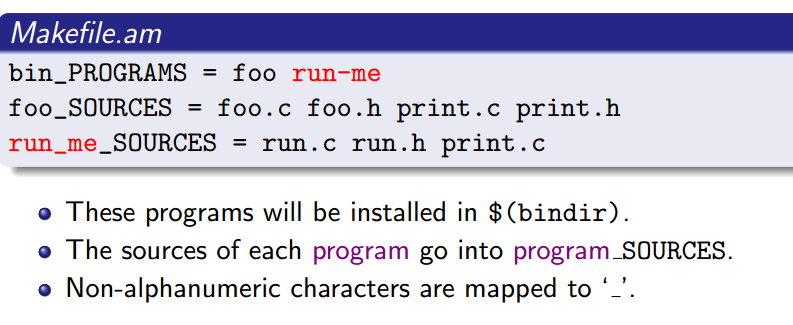 Makefile.am
bin_PROGRAMS = foo run-me
foo_SOURCES = foo.c foo.h print.c print.h
run_me_SOURCES = run.c run.h print.c
These programs will be installed in $(bindir).
The sources of each program go into program_SOURCES.
Non-alphanumeric characters are mapped to ‘_’.